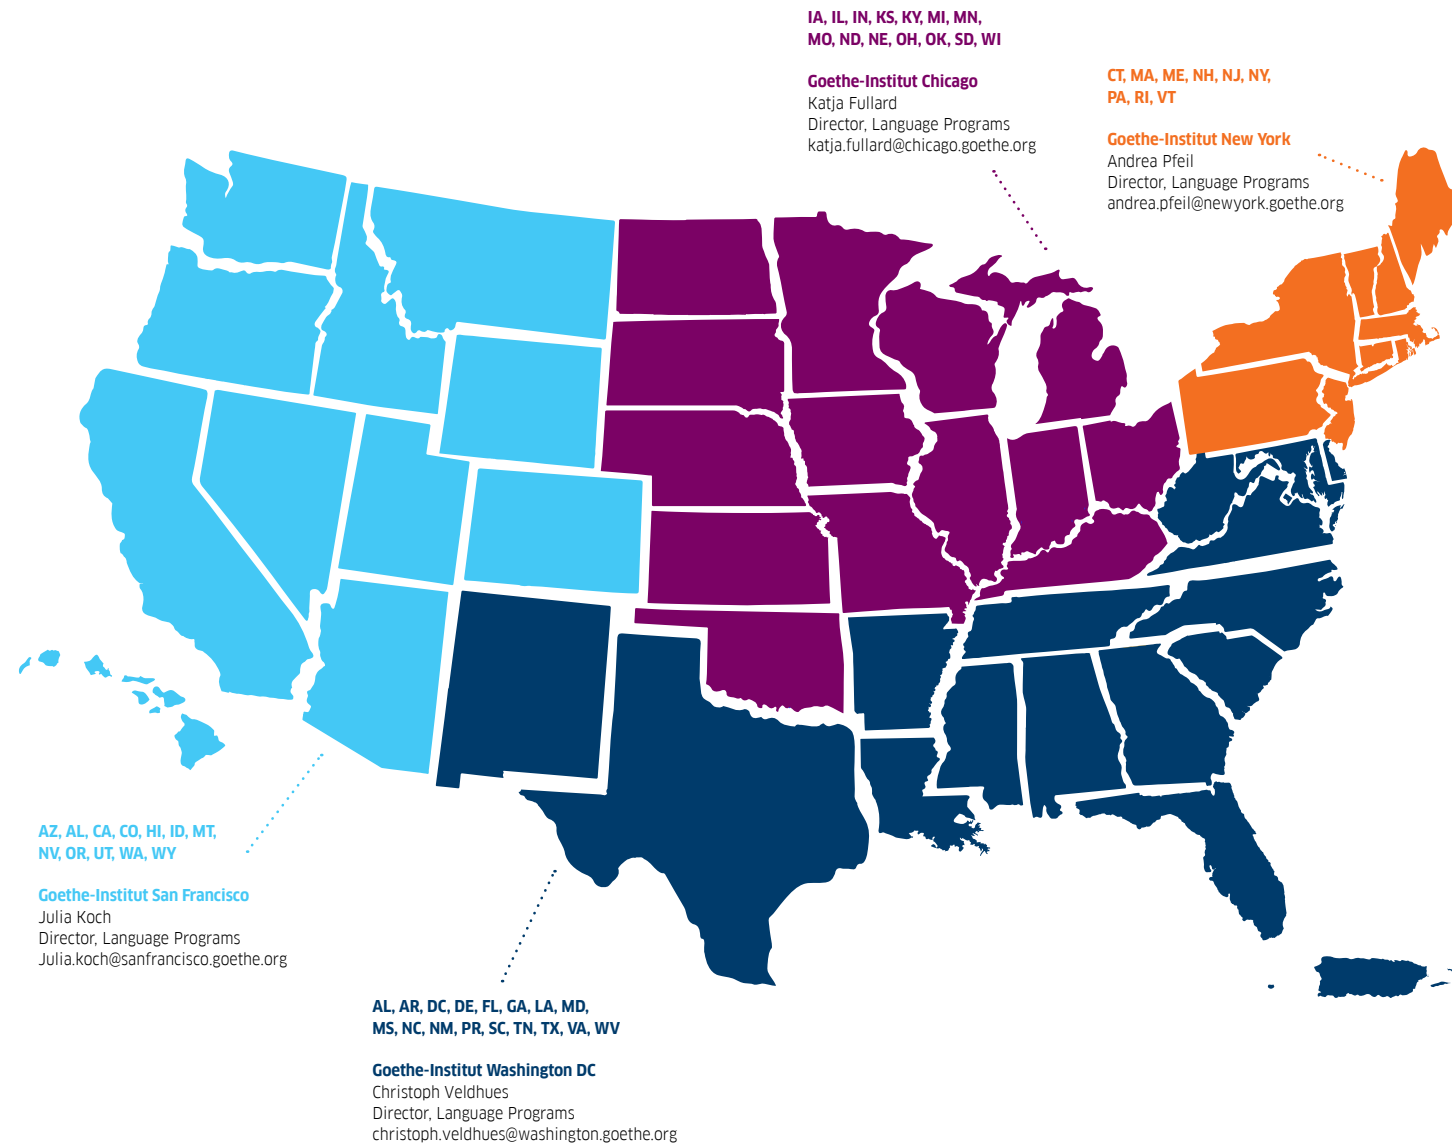 IA, IL, IN, KS, KY, MI, MN,
MO, ND, NE, OH, OK, SD, WI
Goethe-Institut Chicago
Katja Fullard
Director, Language Programs
katja.fullard@chicago.goethe.org
CT, MA, ME, NH, NJ, NY,
PA, RI, VT
Goethe-Institut New York
Andrea Pfeil
Director, Language Programs
andrea.pfeil@newyork.goethe.org
AZ, AL, CA, CO, HI, ID, MT,
NV, OR, UT, WA, WY
Goethe-Institut San Francisco
Julia Koch
Director, Language Programs
Julia.koch@sanfrancisco.goethe.org
AL, AR, DC, DE, FL, GA, LA, MD,
MS, NC, NM, PR, SC, TN, TX, VA, WV
Goethe-Institut Washington DC
Christoph Veldhues
Director, Language Programs
christoph.veldhues@washington.goethe.org